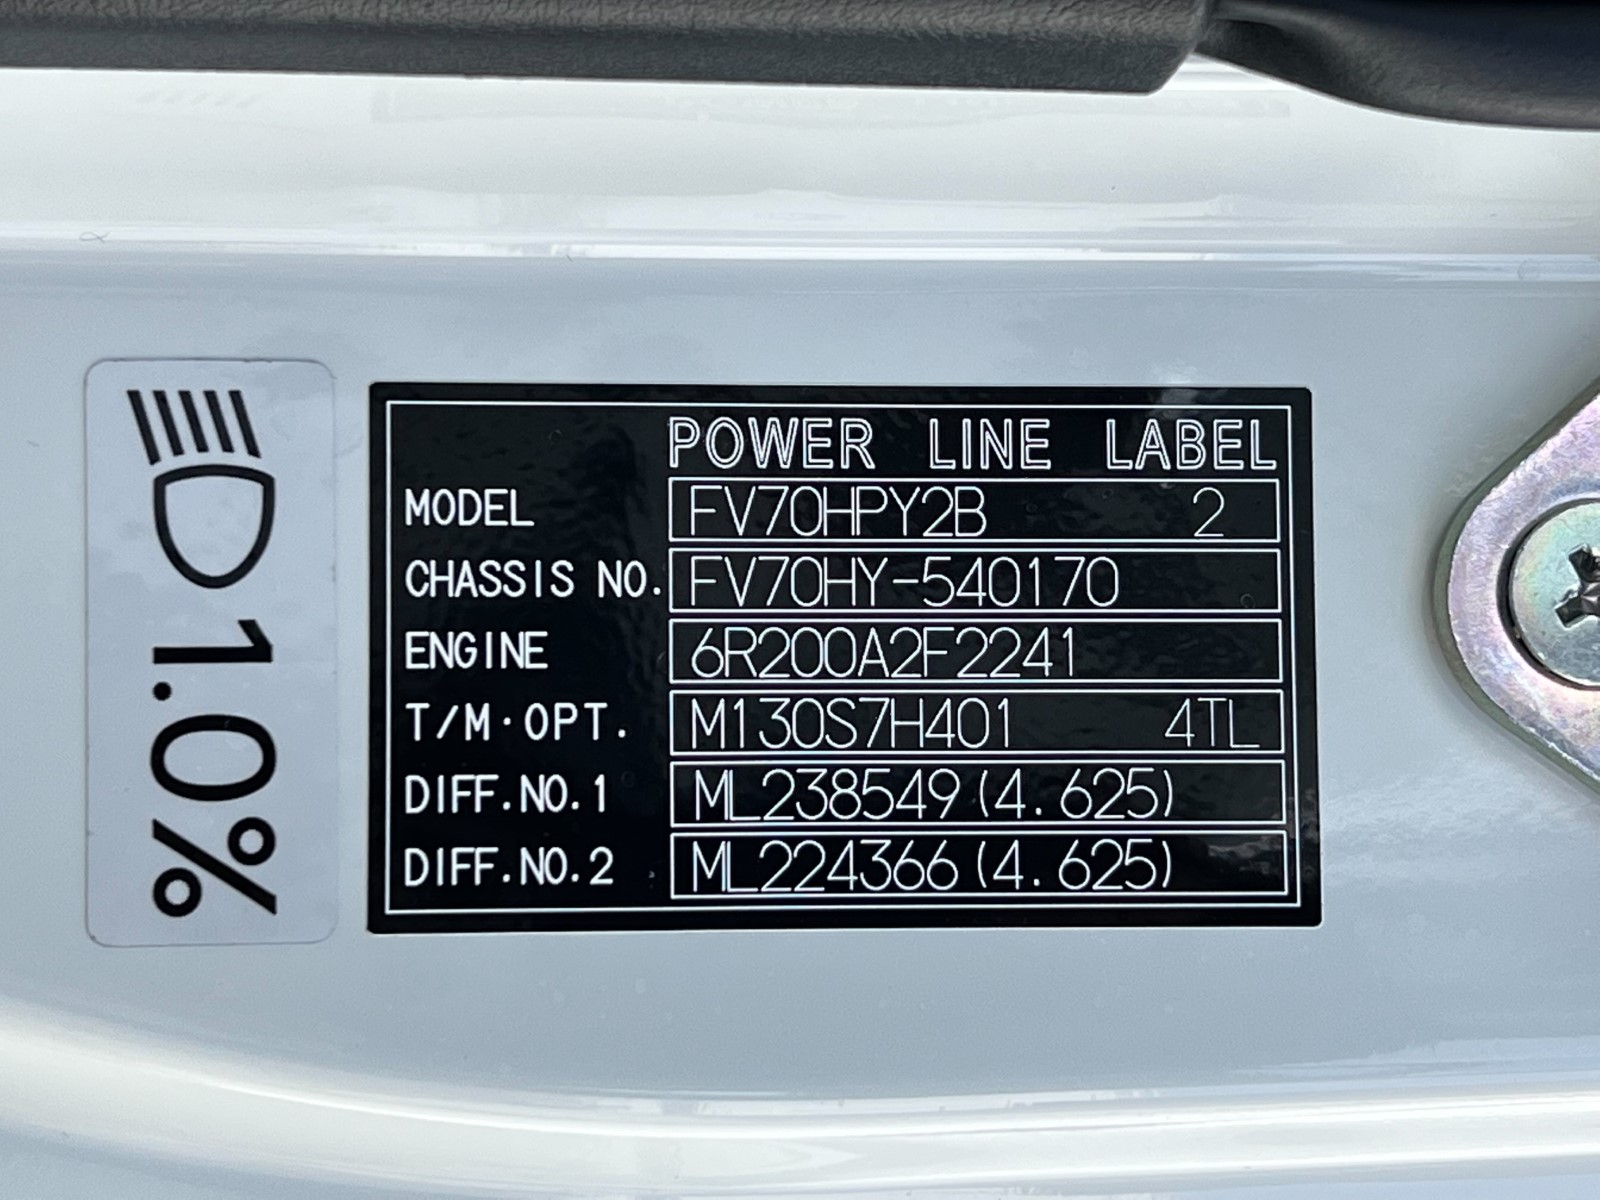 POWER LINE LABEL
MODEL FV70HPY2B 2
CHASSIS NO. FV70HY-540170
ENGINE 6R200A2F2241
T/M·OPT. M130S7H401 4TL
DIFF.NO.1 ML238549(4.625)
DIFF.NO.2 ML224366(4.625)
1.0%